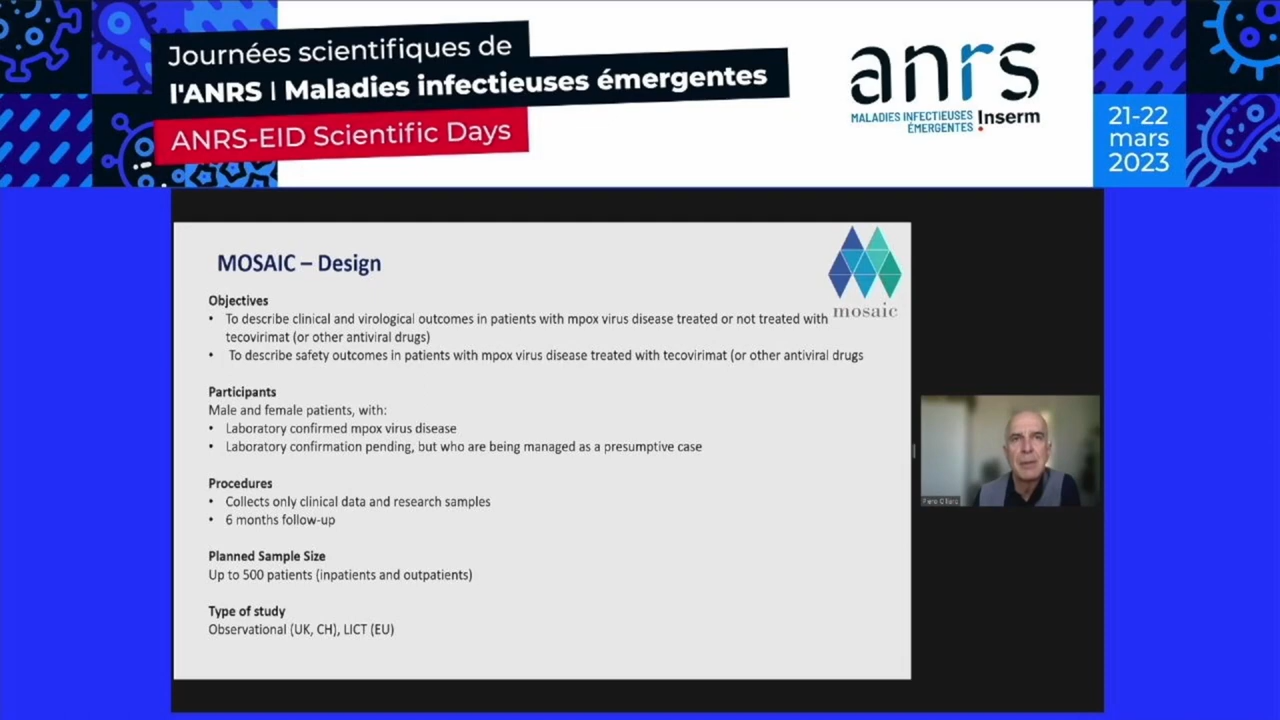 Journées scientifiques de
l'ANRS | Maladies infectieuses émergentes
ANRS-EID Scientific Days
anrs
MALADIES INFECTIEUSES
ÉMERGENTES
Inserm
21-22
mars
2023
MOSAIC – Design
mosaic
Objectives
• To describe clinical and virological outcomes in patients with mpox virus disease treated or not treated with
tecovirimat (or other antiviral drugs)
• To describe safety outcomes in patients with mpox virus disease treated with tecovirimat (or other antiviral drugs
Participants
Male and female patients, with:
• Laboratory confirmed mpox virus disease
• Laboratory confirmation pending, but who are being managed as a presumptive case
Procedures
• Collects only clinical data and research samples
• 6 months follow-up
Planned Sample Size
Up to 500 patients (inpatients and outpatients)
Type of study
Observational (UK, CH), LICT (EU)